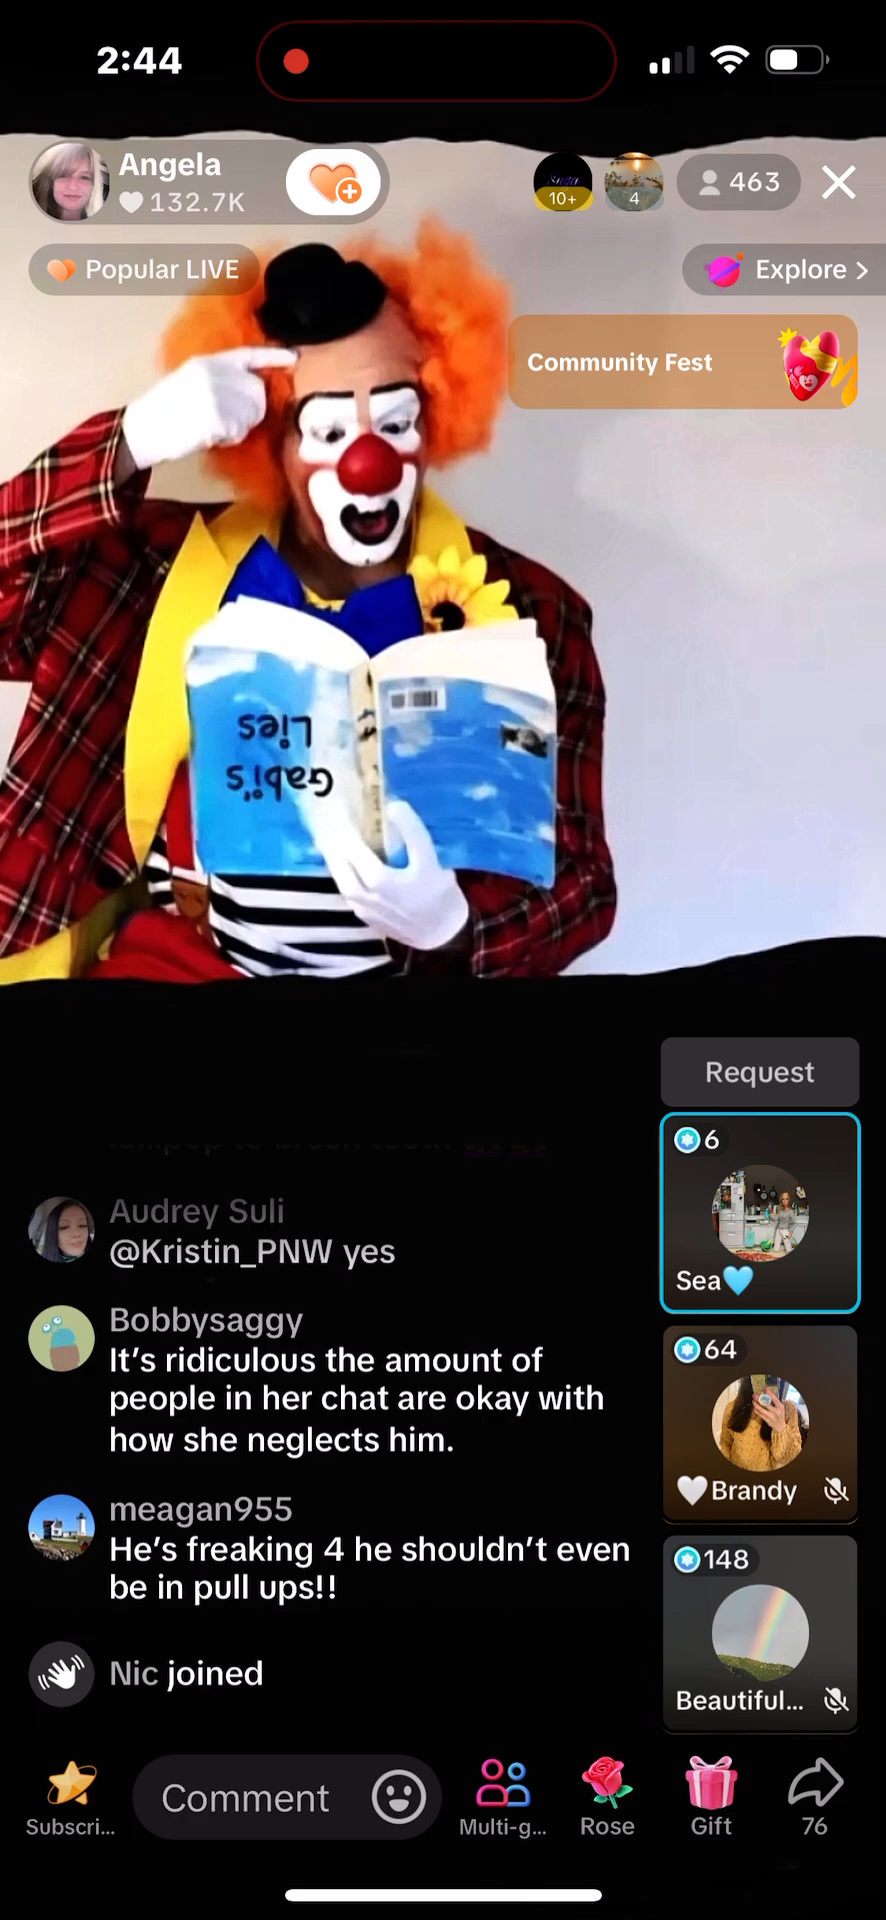 2:44
Angela
132.7K
10+
4
463
Popular LIVE
Explore >
Community Fest
Gabi's
Lies
Request
6
Sea
Audrey Suli
@Kristin_PNW yes
Bobbysaggy
It's ridiculous the amount of
people in her chat are okay with
how she neglects him.
64
Brandy
meagan955
He's freaking 4 he shouldn't even
be in pull ups!!
148
Beautiful...
Nic joined
Subscri...
Comment
Multi-g...
Rose
Gift
76